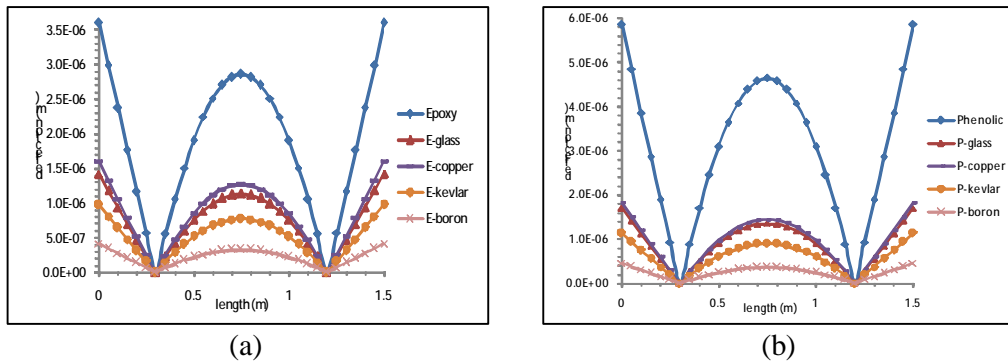 3.5E-06
3.0E-06
2.5E-06
2.0E-06
1.5E-06
1.0E-06
5.0E-07
0.0E+00
0 0.5 1 1.5
length (m)
Epoxy
E-glass
E-copper
E-kevlar
E-boron
(a)
6.0E-06
5.0E-06
4.0E-06
3.0E-06
2.0E-06
1.0E-06
0.0E+00
0 0.5 1 1.5
length (m)
Phenolic
P-glass
P-copper
P-kevlar
P-boron
(b)